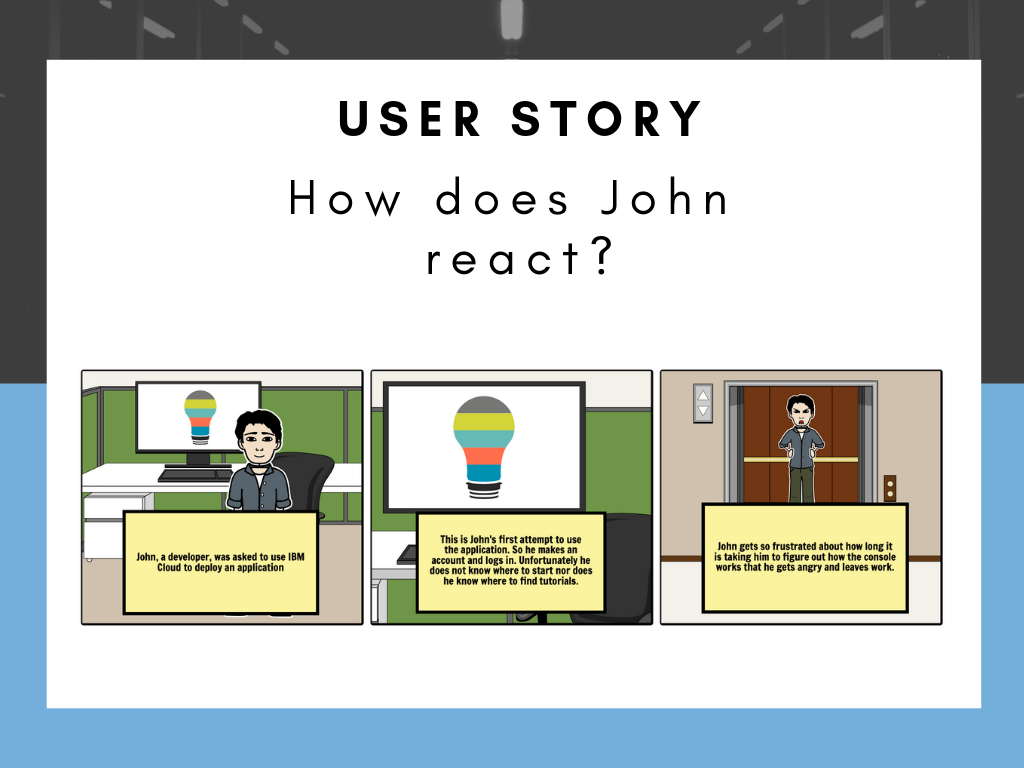 USER STORY
How does John
react?
John, a developer, was asked to use IBM
Cloud to deploy an application
This is John's first attempt to use
the application. So he makes an
account and logs in. Unfortunately he
does not know where to start nor does
he know where to find tutorials.
John gets so frustrated about how long it
is taking him to figure out how the console
works that he gets angry and leaves work.